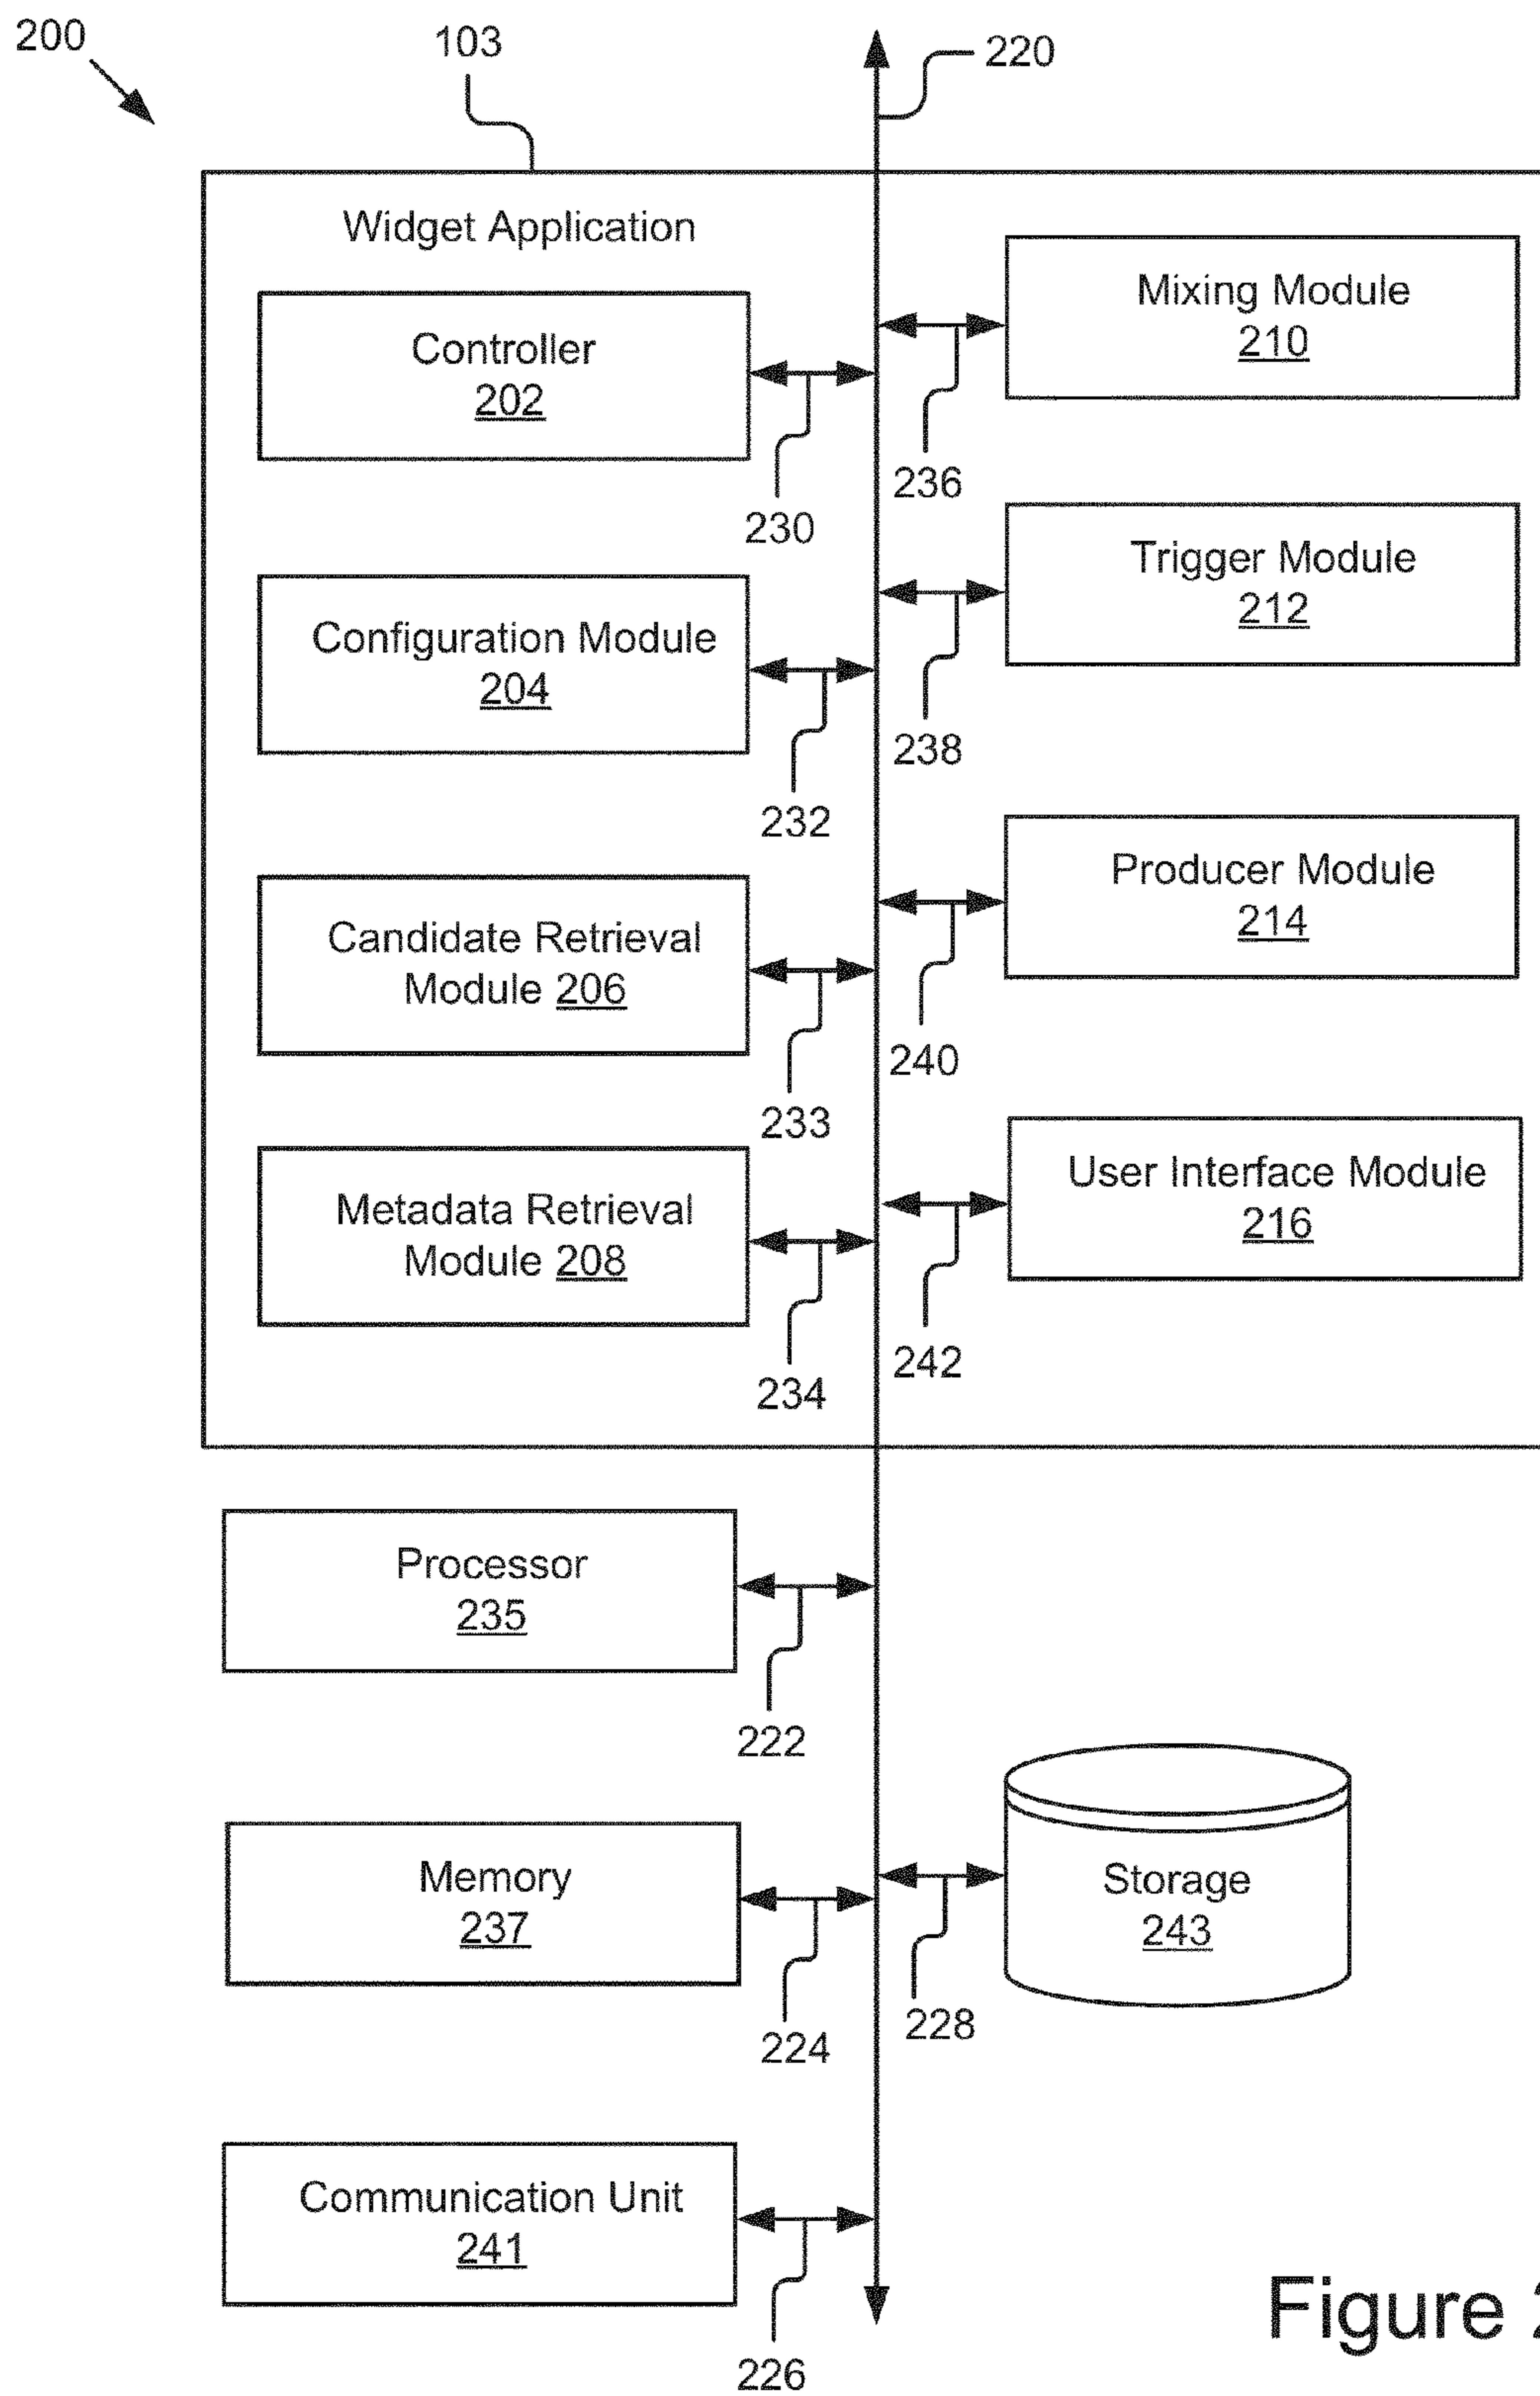 200
103
220
Widget Application
Controller
202
230
Configuration Module
204
232
Candidate Retrieval
Module 206
233
Metadata Retrieval
Module 208
234
Mixing Module
210
236
Trigger Module
212
238
Producer Module
214
240
User Interface Module
216
242
Processor
235
222
Memory
237
224
Storage
243
228
Communication Unit
241
226
Figure